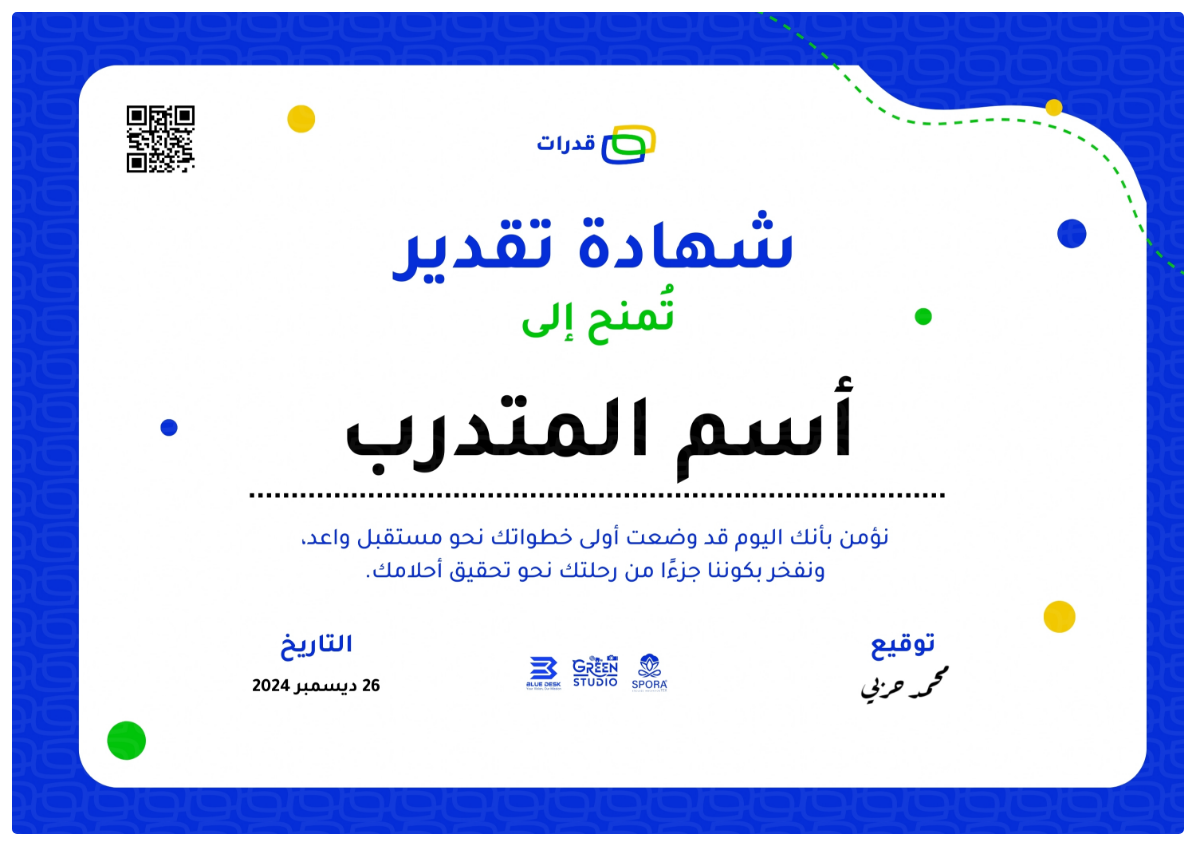 قدرات
شهادة تقدير
تُمنح إلى
أسم المتدرب
نؤمن بأنك اليوم قد وضعت أولى خطواتك نحو مستقبل واعد،
ونفخر بكوننا جزءًا من رحلتك نحو تحقيق أحلامك.
توقيع
محمد حزبي
SPORA
GREEN STUDIO
BLUE DESK
التاريخ
26 ديسمبر 2024